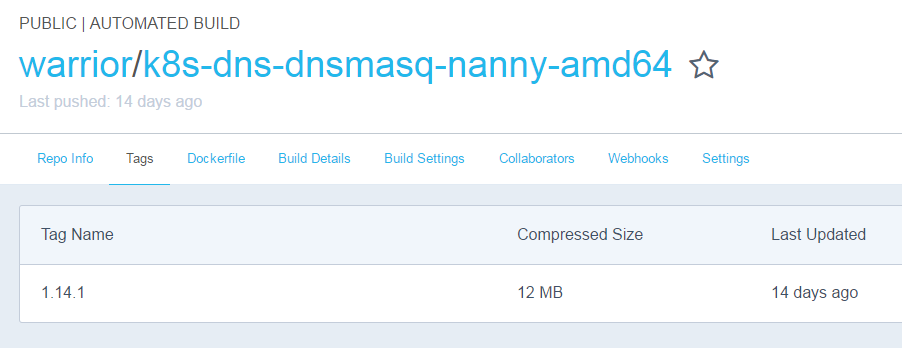 PUBLIC | AUTOMATED BUILD
warrior/k8s-dns-dnsmasq-nanny-amd64
Last pushed: 14 days ago
Repo Info Tags Dockerfile Build Details Build Settings Collaborators Webhooks Settings
Tag Name Compressed Size Last Updated
1.14.1 12 MB 14 days ago